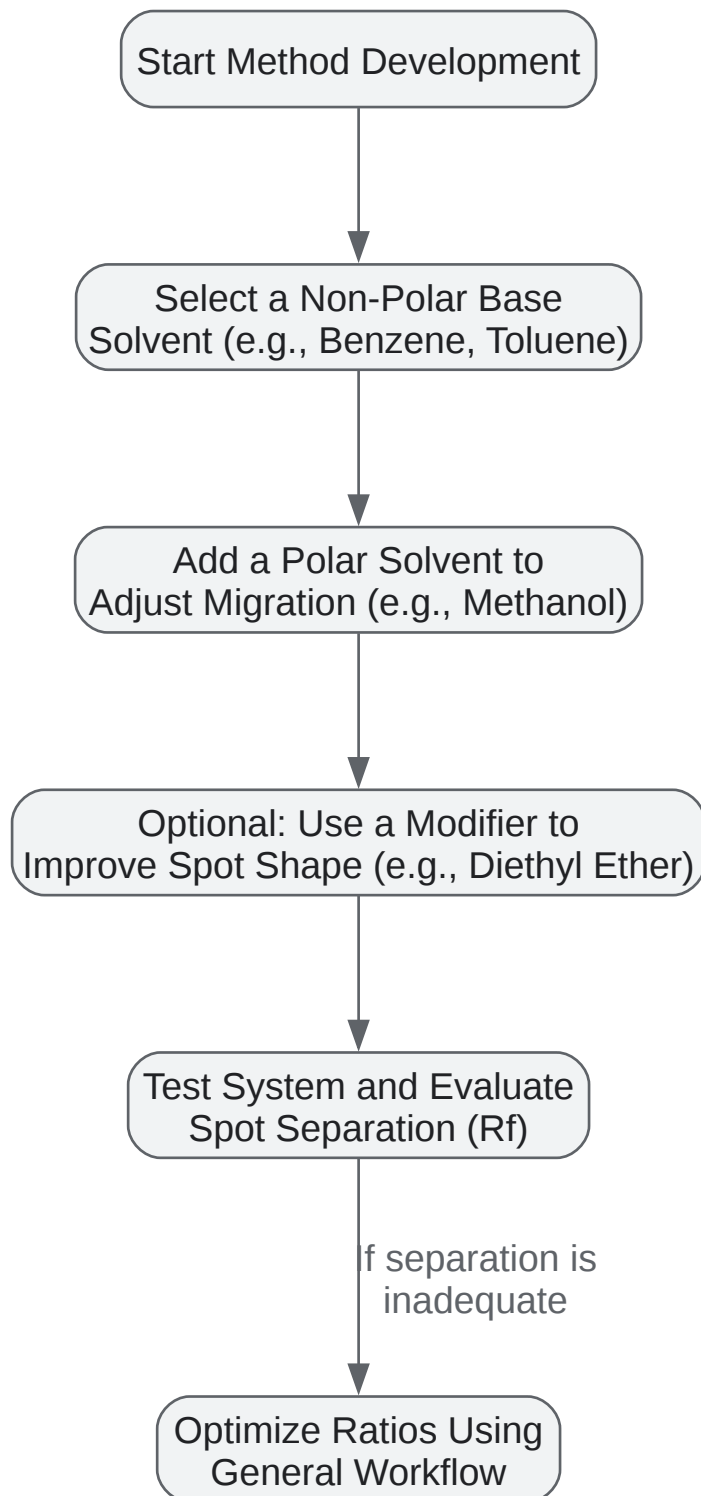 Start Method Development
Select a Non-Polar Base
Solvent (e.g., Benzene, Toluene)
Add a Polar Solvent to
Adjust Migration (e.g., Methanol)
Optional: Use a Modifier to
Improve Spot Shape (e.g., Diethyl Ether)
Test System and Evaluate
Spot Separation (Rf)
If separation is
inadequate
Optimize Ratios Using
General Workflow